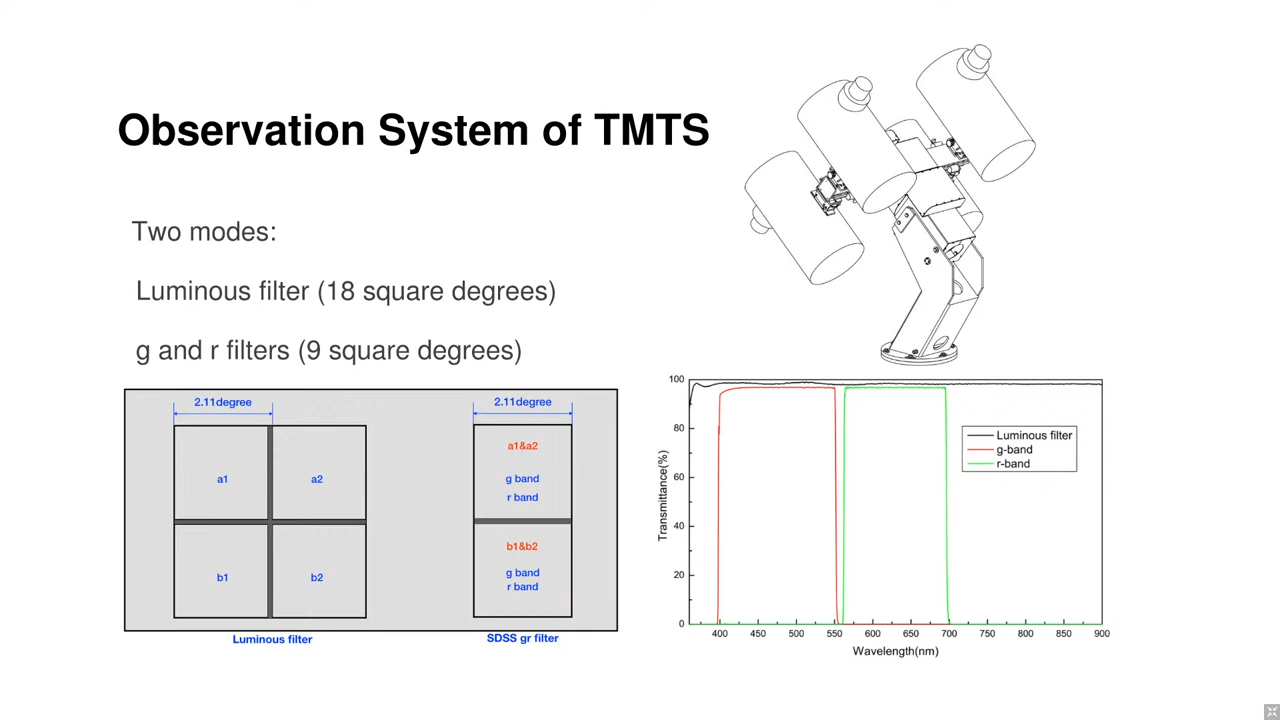 Observation System of TMTS
Two modes:
Luminous filter (18 square degrees)
g and r filters (9 square degrees)
2.11degree
a1
a2
b1
b2
Luminous filter
2.11degree
a1&a2
g band
r band
b1&b2
g band
r band
SDSS gr filter
100
80
60
40
20
0
Transmittance(%)
Luminous filter
g-band
r-band
400 450 500 550 600 650 700 750 800 850 900
Wavelength(nm)